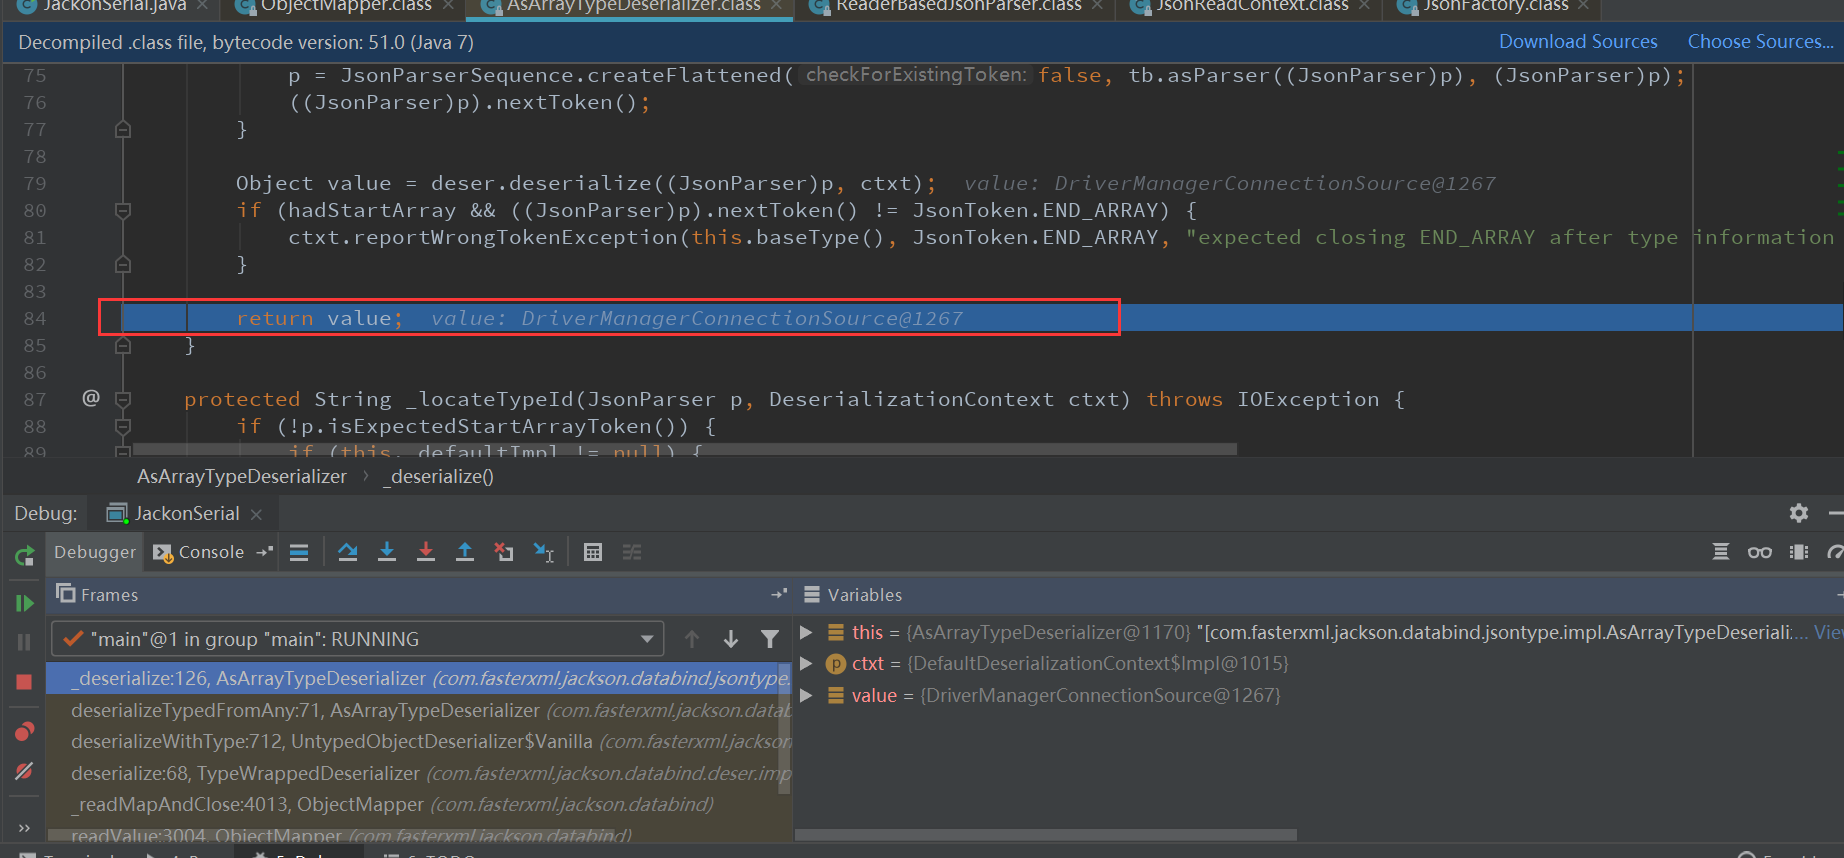 JackonSerial.java × ObjectMapper.class × AsArrayTypeDeserializer.class × ReaderBasedJsonParser.class × JsonReadContext.class × JsonFactory.class ×
Decompiled .class file, bytecode version: 51.0 (Java 7) Download Sources Choose Sources...
75 p = JsonParserSequence.createFlattened( checkForExistingToken: false, tb.asParser((JsonParser)p), (JsonParser)p);
76 ((JsonParser)p).nextToken();
77 }
78
79 Object value = deser.deserialize((JsonParser)p, ctxt); value: DriverManagerConnectionSource@1267
80 if (hadStartArray && ((JsonParser)p).nextToken() != JsonToken.END_ARRAY) {
81 ctxt.reportWrongTokenException(this.baseType(), JsonToken.END_ARRAY, "expected closing END_ARRAY after type information
82 }
83
84 return value; value: DriverManagerConnectionSource@1267
85 }
86
87 @ protected String _locateTypeId(JsonParser p, DeserializationContext ctxt) throws IOException {
88 if (!p.isExpectedStartArrayToken()) {
89 if (this._defaultImpl != null) {
AsArrayTypeDeserializer › _deserialize()
Debug: JackonSerial ×
Debugger Console
Frames
Variables
"main"@1 in group "main": RUNNING
_deserialize:126, AsArrayTypeDeserializer (com.fasterxml.jackson.databind.jsontype.
deserializeTypedFromAny:71, AsArrayTypeDeserializer (com.fasterxml.jackson.datab
deserializeWithType:712, UntypedObjectDeserializer$Vanilla (com.fasterxml.jackson
deserialize:68, TypeWrappedDeserializer (com.fasterxml.jackson.databind.deser.imp
_readMapAndClose:4013, ObjectMapper (com.fasterxml.jackson.databind)
readValue:3004, ObjectMapper (com.fasterxml.jackson.databind)
this = {AsArrayTypeDeserializer@1170} "[com.fasterxml.jackson.databind.jsontype.impl.AsArrayTypeDeseriali... View
ctxt = {DefaultDeserializationContext$Impl@1015}
value = {DriverManagerConnectionSource@1267}